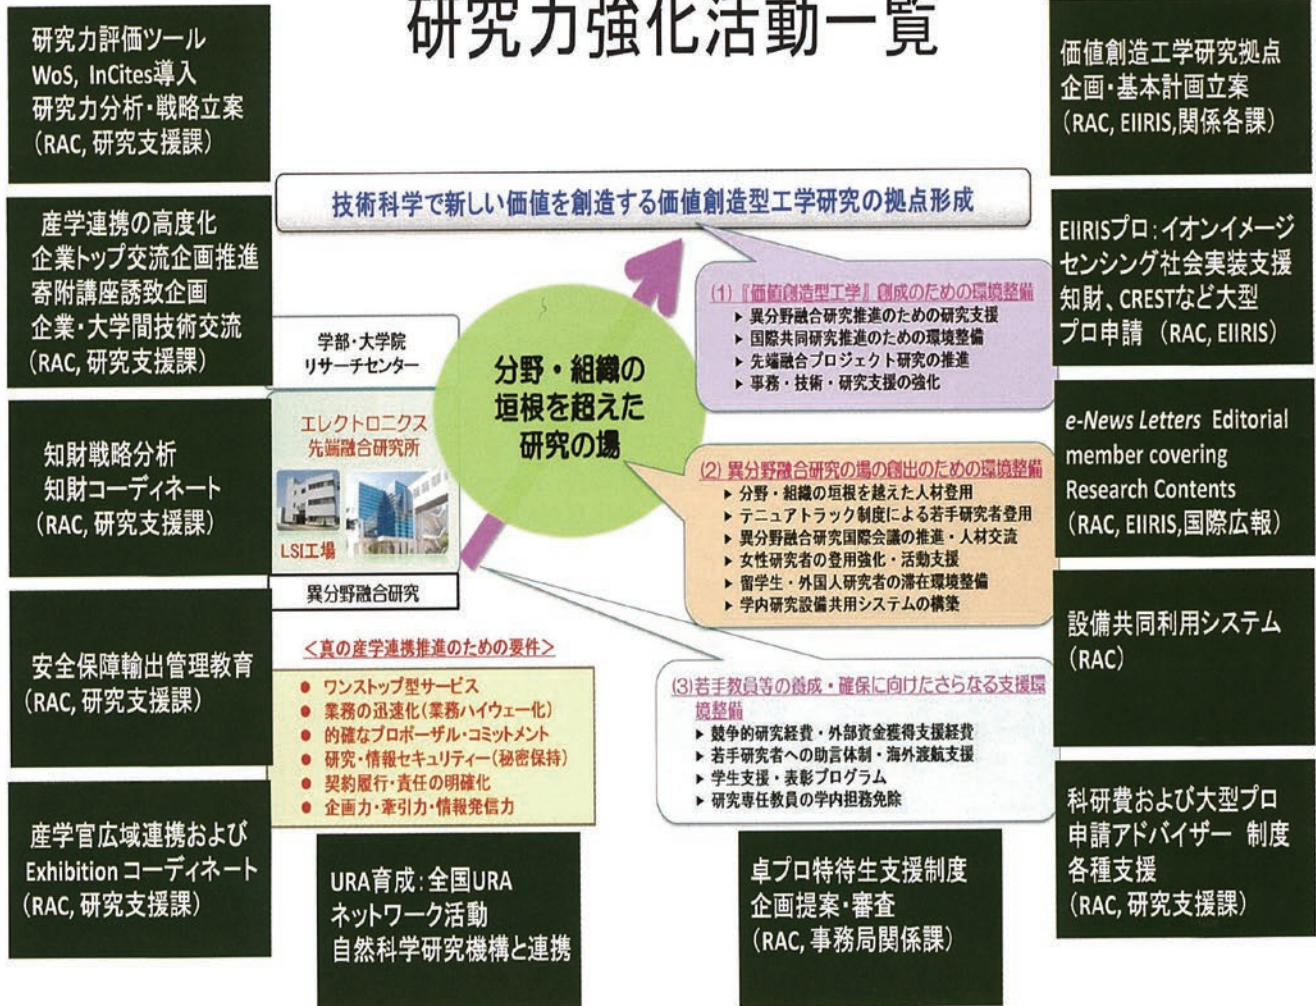 研究力強化活動一覧
研究力評価ツール
WoS, InCites導入
研究力分析・戦略立案
(RAC, 研究支援課)
産学連携の高度化
企業トップ交流企画推進
寄附講座誘致企画
企業・大学間技術交流
(RAC, 研究支援課)
知財戦略分析
知財コーディネート
(RAC, 研究支援課)
安全保障輸出管理教育
(RAC, 研究支援課)
産学官広域連携および
Exhibition コーディネート
(RAC, 研究支援課)
技術科学で新しい価値を創造する価値創造型工学研究の拠点形成
学部・大学院
リサーチセンター
エレクトロニクス
先端融合研究所
LSI工場
異分野融合研究
分野・組織の
垣根を超えた
研究の場
(1)『価値創造型工学』創成のための環境整備
▶ 異分野融合研究推進のための研究支援
▶ 国際共同研究推進のための環境整備
▶ 先端融合プロジェクト研究の推進
▶ 事務・技術・研究支援の強化
(2) 異分野融合研究の場の創出のための環境整備
▶ 分野・組織の垣根を越えた人材登用
▶ テニュアトラック制度による若手研究者登用
▶ 異分野融合研究国際会議の推進・人材交流
▶ 女性研究者の登用強化・活動支援
▶ 留学生・外国人研究者の滞在環境整備
▶ 学内研究設備共用システムの構築
(3)若手教員等の養成・確保に向けたさらなる支援環
境整備
▶ 競争的研究経費・外部資金獲得支援経費
▶ 若手研究者への助言体制・海外渡航支援
▶ 学生支援・表彰プログラム
▶ 研究専任教員の学内担務免除
<真の産学連携推進のための要件>
● ワンストップ型サービス
● 業務の迅速化(業務ハイウェー化)
● 的確なプロポーザル・コミットメント
● 研究・情報セキュリティー(秘密保持)
● 契約履行・責任の明確化
● 企画力・牽引力・情報発信力
URA育成:全国URA
ネットワーク活動
自然科学研究機構と連携
卓プロ特待生支援制度
企画提案・審査
(RAC, 事務局関係課)
価値創造工学研究拠点
企画・基本計画立案
(RAC, EIIRIS,関係各課)
EIIRISプロ:イオンイメージ
センシング社会実装支援
知財、CRESTなど大型
プロ申請 (RAC, EIIRIS)
e-News Letters Editorial
member covering
Research Contents
(RAC, EIIRIS,国際広報)
設備共同利用システム
(RAC)
科研費および大型プロ
申請アドバイザー 制度
各種支援
(RAC, 研究支援課)